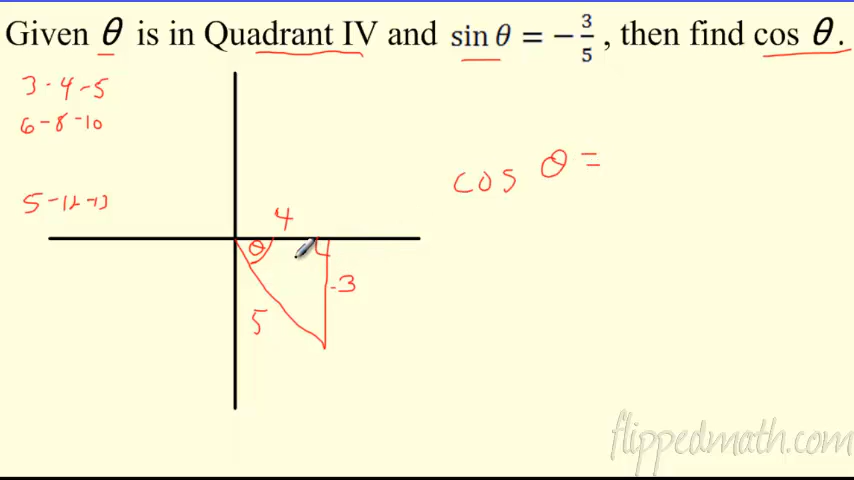 Given θ is in Quadrant IV and sin θ = −3/5, then find cos θ.
3-4-5
6-8-10
5-12-13
cos θ =
4
θ
-3
5
flippedmath.com